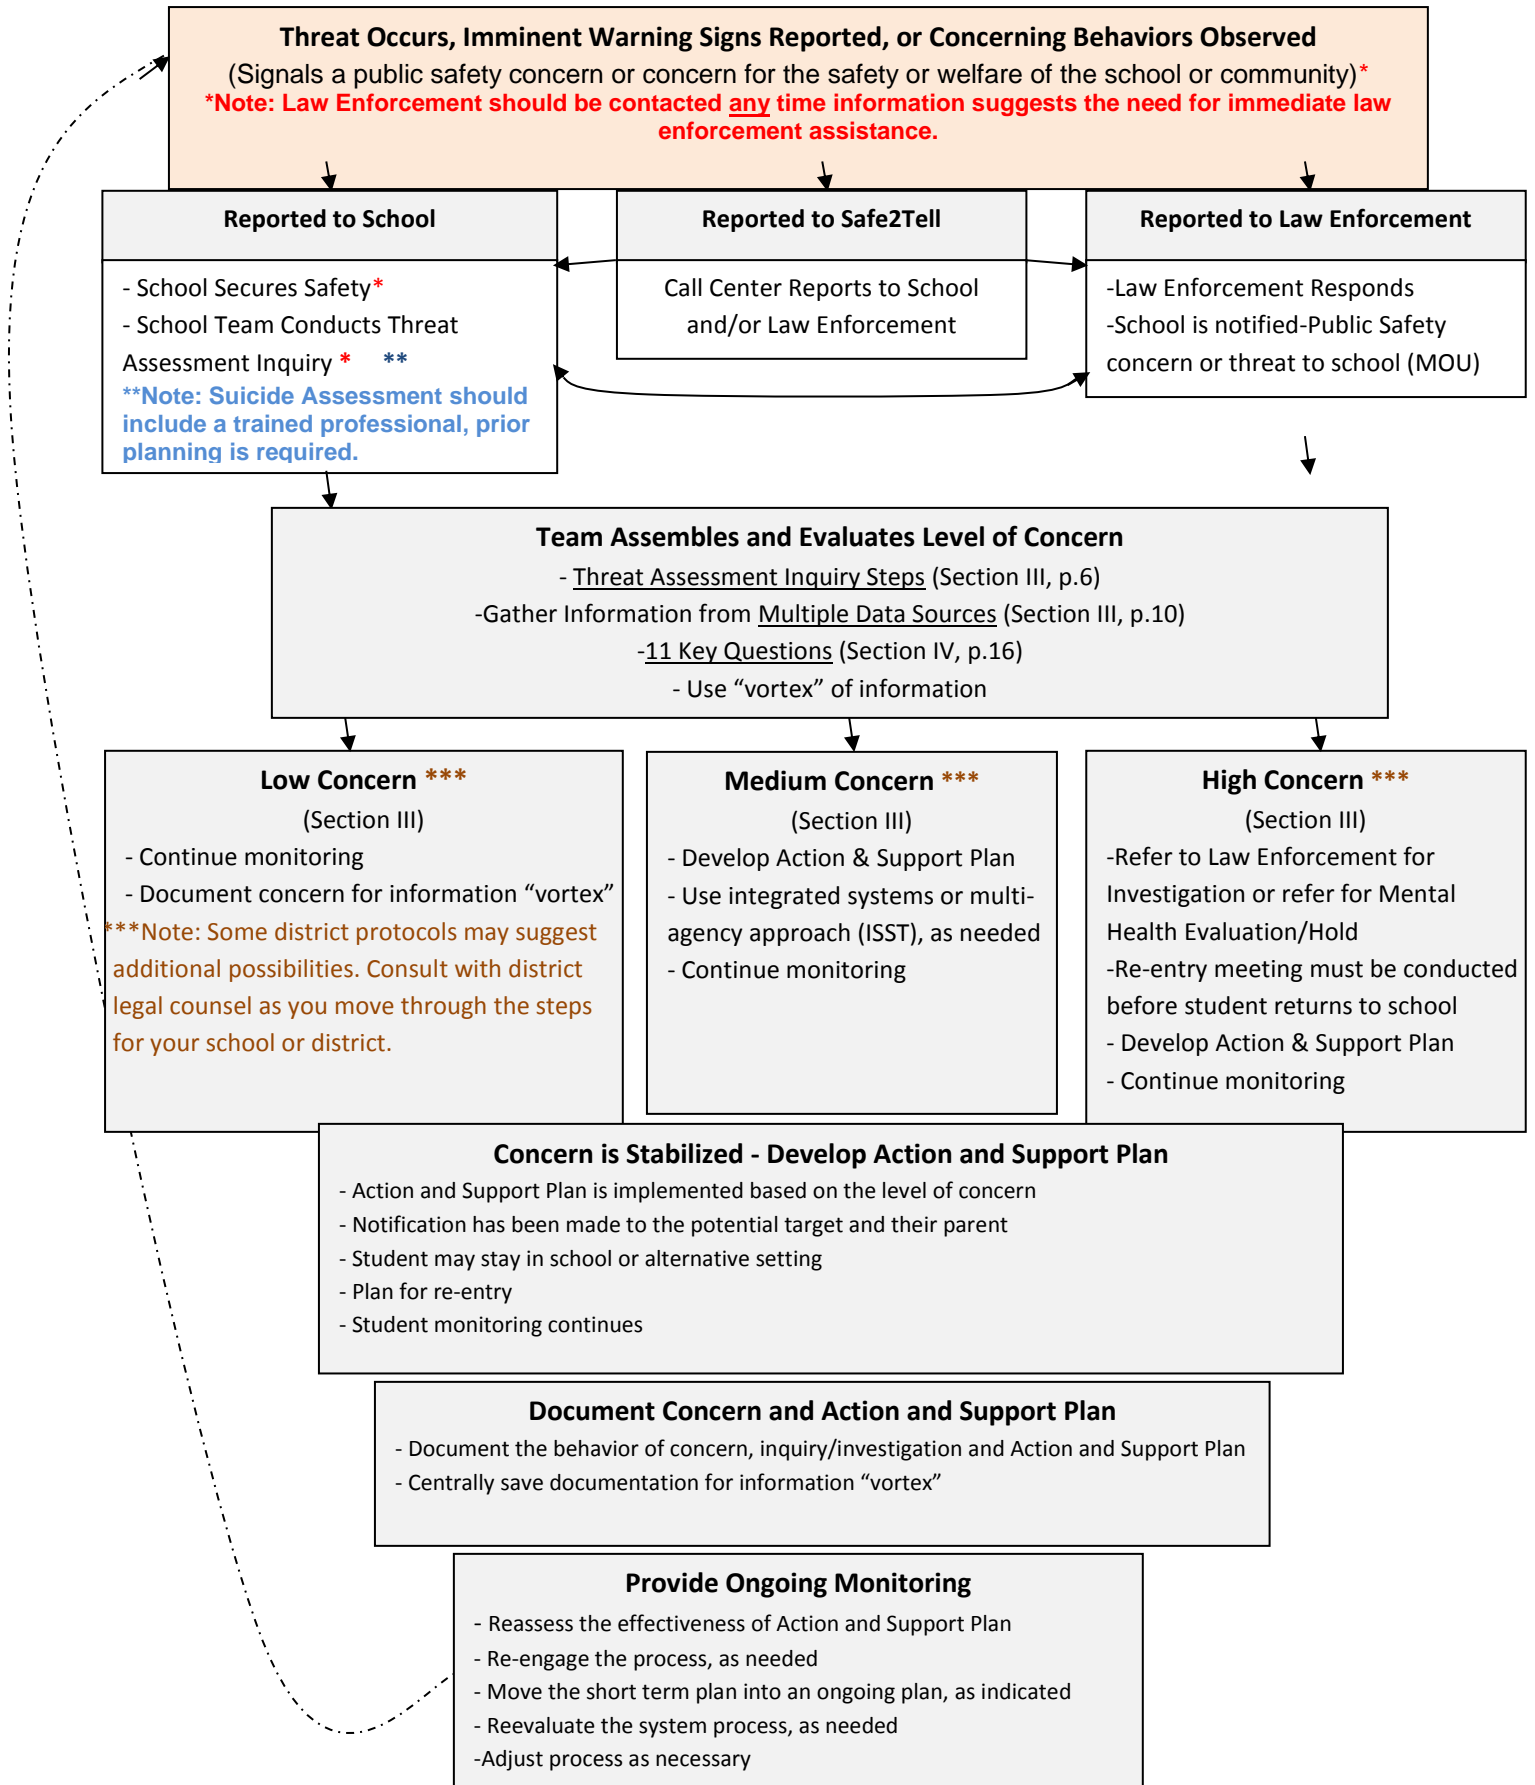 Threat Occurs, Imminent Warning Signs Reported, or Concerning Behaviors Observed
(Signals a public safety concern or concern for the safety or welfare of the school or community)*
*Note: Law Enforcement should be contacted any time information suggests the need for immediate law
enforcement assistance.
Reported to School
- School Secures Safety*
- School Team Conducts Threat
Assessment Inquiry * **
**Note: Suicide Assessment should
include a trained professional, prior
planning is required.
Reported to Safe2Tell
Call Center Reports to School
and/or Law Enforcement
Reported to Law Enforcement
-Law Enforcement Responds
-School is notified-Public Safety
concern or threat to school (MOU)
Team Assembles and Evaluates Level of Concern
- Threat Assessment Inquiry Steps (Section III, p.6)
-Gather Information from Multiple Data Sources (Section III, p.10)
-11 Key Questions (Section IV, p.16)
- Use “vortex” of information
Low Concern ***
(Section III)
- Continue monitoring
- Document concern for information “vortex”
***Note: Some district protocols may suggest
additional possibilities. Consult with district
legal counsel as you move through the steps
for your school or district.
Medium Concern ***
(Section III)
- Develop Action & Support Plan
- Use integrated systems or multi-
agency approach (ISST), as needed
- Continue monitoring
High Concern ***
(Section III)
-Refer to Law Enforcement for
Investigation or refer for Mental
Health Evaluation/Hold
-Re-entry meeting must be conducted
before student returns to school
- Develop Action & Support Plan
- Continue monitoring
Concern is Stabilized - Develop Action and Support Plan
- Action and Support Plan is implemented based on the level of concern
- Notification has been made to the potential target and their parent
- Student may stay in school or alternative setting
- Plan for re-entry
- Student monitoring continues
Document Concern and Action and Support Plan
- Document the behavior of concern, inquiry/investigation and Action and Support Plan
- Centrally save documentation for information “vortex”
Provide Ongoing Monitoring
- Reassess the effectiveness of Action and Support Plan
- Re-engage the process, as needed
- Move the short term plan into an ongoing plan, as indicated
- Reevaluate the system process, as needed
-Adjust process as necessary